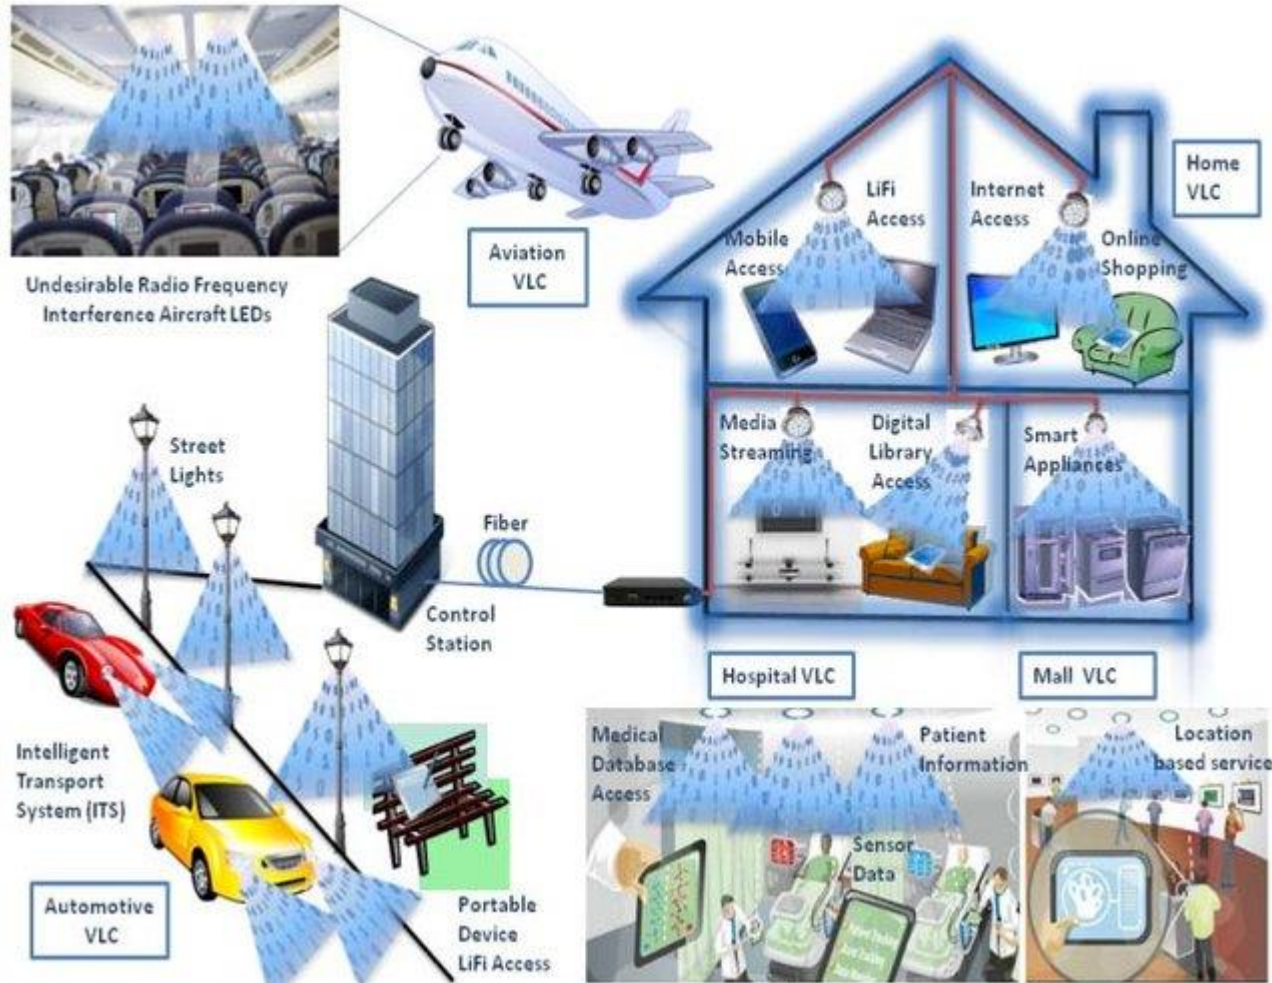 Undesirable Radio Frequency
Interference Aircraft LEDs
Aviation
VLC
Home
VLC
LiFi
Access
Internet
Access
Mobile
Access
Online
Shopping
Media
Streaming
Digital
Library
Access
Smart
Appliances
Street
Lights
Fiber
Control
Station
Intelligent
Transport
System (ITS)
Automotive
VLC
Portable
Device
LiFi Access
Hospital VLC
Mall VLC
Medical
Database
Access
Patient
Information
Sensor
Data
Location
based service